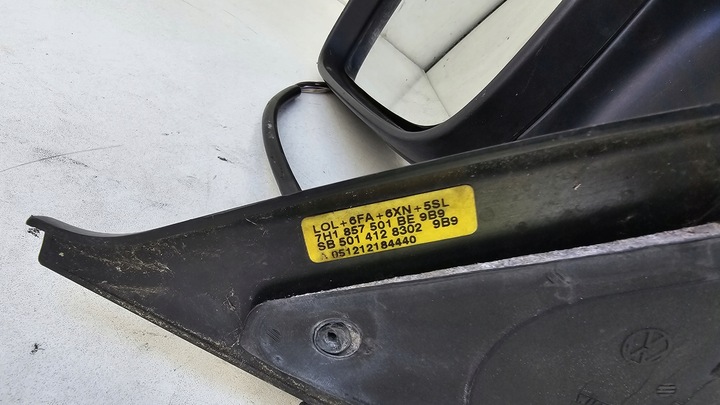 LOL+6FA+6XN+5SL
7H1 857 501 BE 9B9
SB 501 412 8302 9B9
A 051212184440